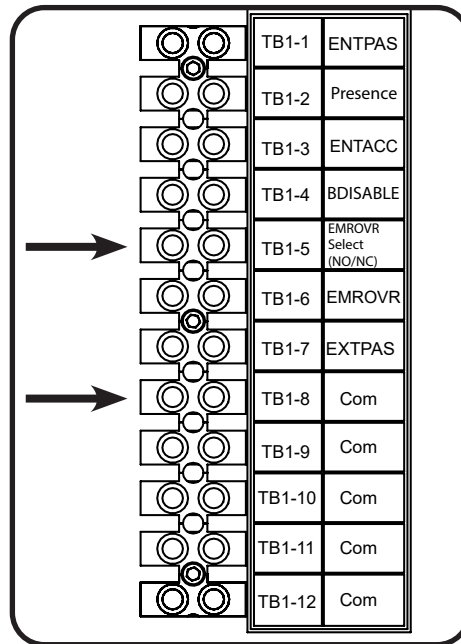 TB1-1 ENTPAS
TB1-2 Presence
TB1-3 ENTACC
TB1-4 BDISABLE
TB1-5 EMROVR
Select
(NO/NC)
TB1-6 EMROVR
TB1-7 EXTPAS
TB1-8 Com
TB1-9 Com
TB1-10 Com
TB1-11 Com
TB1-12 Com